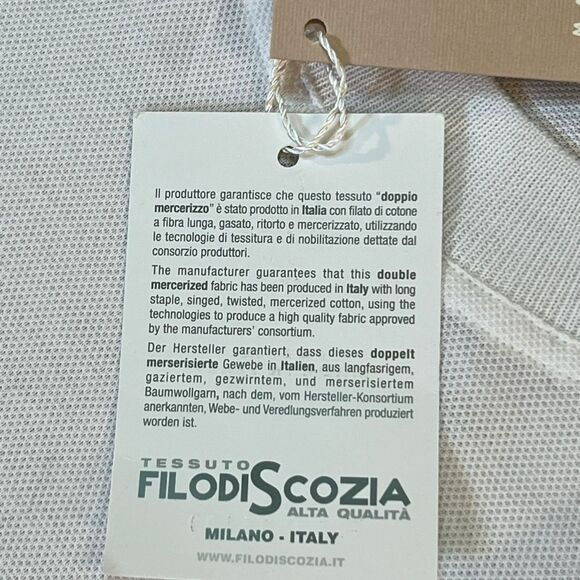 Il produttore garantisce che questo tessuto "doppio
mercerizzo" è stato prodotto in Italia con filato di cotone
a fibra lunga, gasato, ritorto e mercerizzato, utilizzando
le tecnologie di tessitura e di nobilitazione dettate dal
consorzio produttori.
The manufacturer guarantees that this double
mercerized fabric has been produced in Italy with long
staple, singed, twisted, mercerized cotton, using the
technologies to produce a high quality fabric approved
by the manufacturers' consortium.
Der Hersteller garantiert, dass dieses doppelt
merserisierte Gewebe in Italien, aus langfasrigem,
gaziertem, gezwirntem, und merserisiertem
Baumwollgarn, nach dem, vom Hersteller-Konsortium
anerkannten, Webe- und Veredlungsverfahren produziert
worden ist.
TESSUTO
FILODISCOZIA
ALTA QUALITÀ
MILANO - ITALY
WWW.FILODISCOZIA.IT